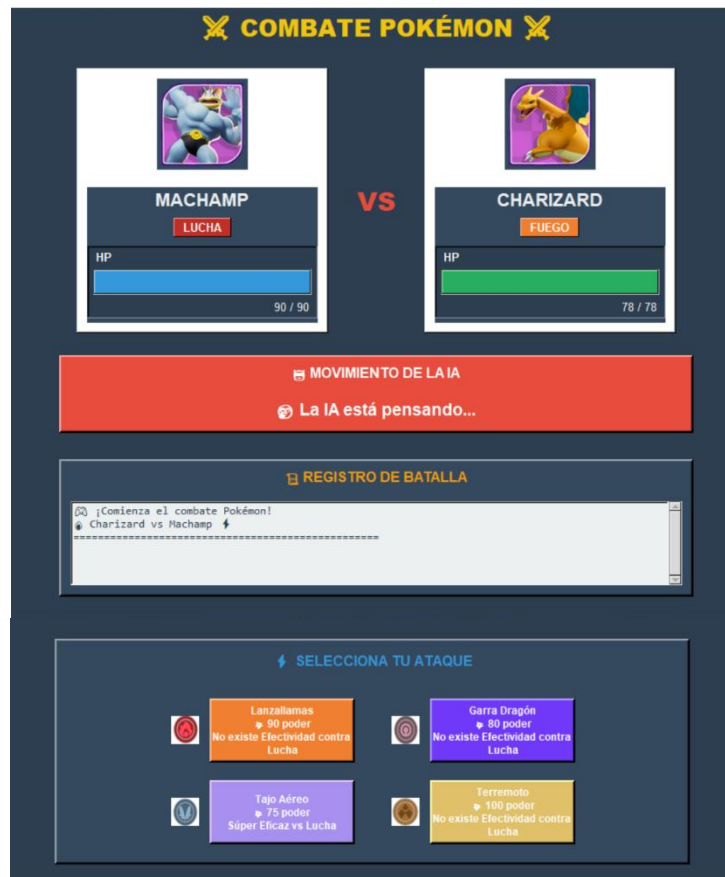 COMBATE POKÉMON
MACHAMP
LUCHA
HP
90 / 90
VS
CHARIZARD
FUEGO
HP
78 / 78
MOVIMIENTO DE LA IA
La IA está pensando...
REGISTRO DE BATALLA
¡Comienza el combate Pokémon!
Charizard vs Machamp
==================================================
SELECCIONA TU ATAQUE
Lanzallamas
90 poder
No existe Efectividad contra
Lucha
Garra Dragón
80 poder
No existe Efectividad contra
Lucha
Tajo Aéreo
75 poder
Súper Eficaz vs Lucha
Terremoto
100 poder
No existe Efectividad contra
Lucha